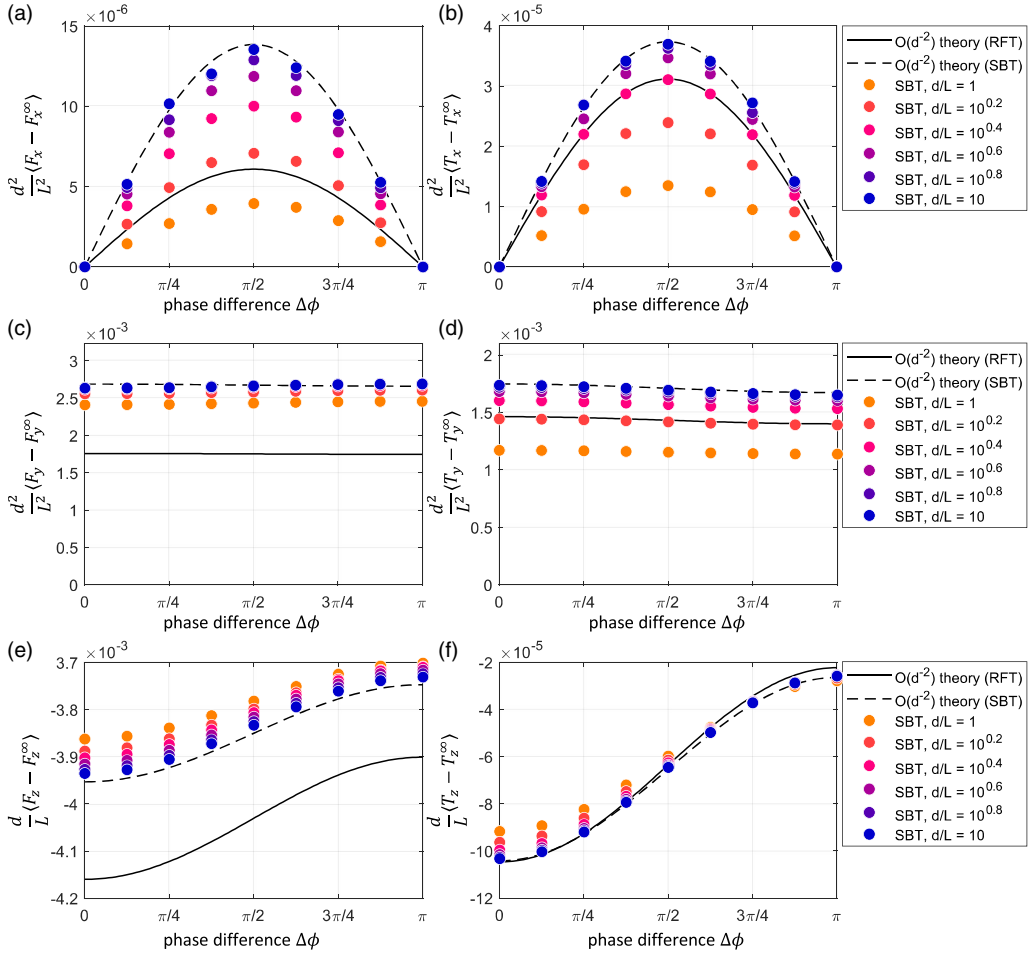 (a)
×10⁻⁶
15
10
5
0
d²/L² ⟨Fₓ − Fₓ^∞⟩
0 π/4 π/2 3π/4 π
phase difference Δϕ
(b)
×10⁻⁵
4
3
2
1
0
d²/L² ⟨Tₓ − Tₓ^∞⟩
0 π/4 π/2 3π/4 π
phase difference Δϕ
O(d⁻²) theory (RFT)
O(d⁻²) theory (SBT)
SBT, d/L = 1
SBT, d/L = 10^0.2
SBT, d/L = 10^0.4
SBT, d/L = 10^0.6
SBT, d/L = 10^0.8
SBT, d/L = 10
(c)
×10⁻³
3
2.5
2
1.5
1
0.5
0
d²/L² ⟨F_y − F_y^∞⟩
0 π/4 π/2 3π/4 π
phase difference Δϕ
(d)
×10⁻³
2
1.5
1
0.5
0
d²/L² ⟨T_y − T_y^∞⟩
0 π/4 π/2 3π/4 π
phase difference Δϕ
O(d⁻²) theory (RFT)
O(d⁻²) theory (SBT)
SBT, d/L = 1
SBT, d/L = 10^0.2
SBT, d/L = 10^0.4
SBT, d/L = 10^0.6
SBT, d/L = 10^0.8
SBT, d/L = 10
(e)
×10⁻³
3.7
-3.8
-3.9
-4
-4.1
-4.2
d/L ⟨F_z − F_z^∞⟩
0 π/4 π/2 3π/4 π
phase difference Δϕ
(f)
×10⁻⁵
-2
-4
-6
-8
-10
-12
d/L ⟨T_z − T_z^∞⟩
0 π/4 π/2 3π/4 π
phase difference Δϕ
O(d⁻²) theory (RFT)
O(d⁻²) theory (SBT)
SBT, d/L = 1
SBT, d/L = 10^0.2
SBT, d/L = 10^0.4
SBT, d/L = 10^0.6
SBT, d/L = 10^0.8
SBT, d/L = 10